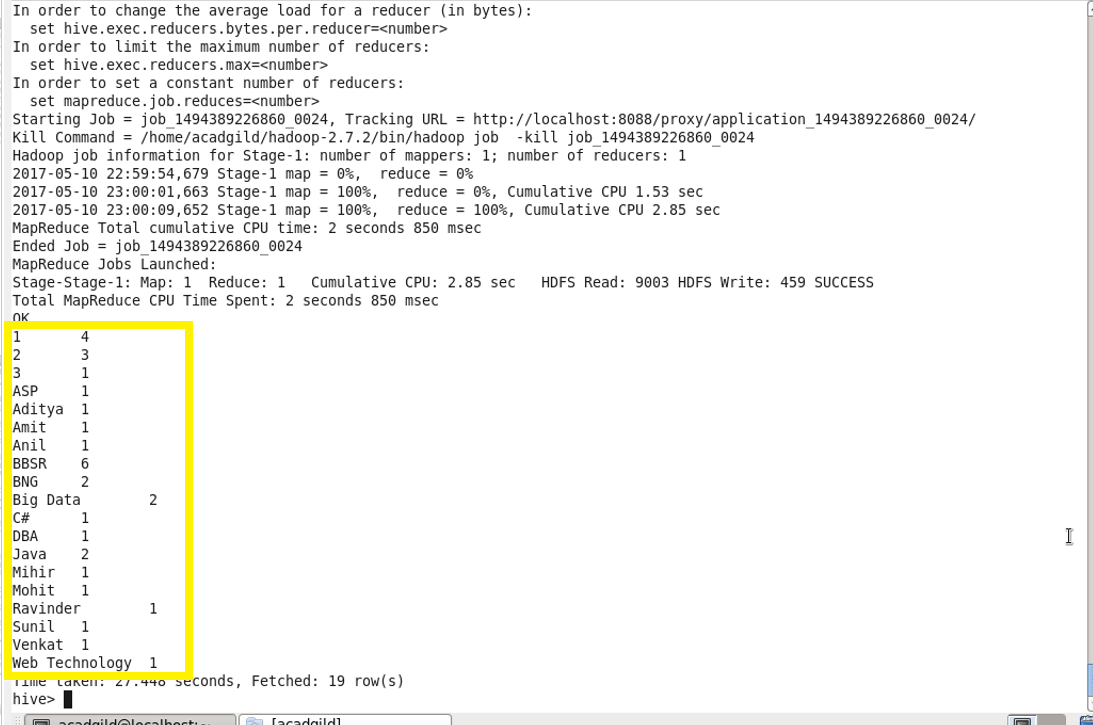 In order to change the average load for a reducer (in bytes):
  set hive.exec.reducers.bytes.per.reducer=<number>
In order to limit the maximum number of reducers:
  set hive.exec.reducers.max=<number>
In order to set a constant number of reducers:
  set mapreduce.job.reduces=<number>
Starting Job = job_1494389226860_0024, Tracking URL = http://localhost:8088/proxy/application_1494389226860_0024/
Kill Command = /home/acadgild/hadoop-2.7.2/bin/hadoop job  -kill job_1494389226860_0024
Hadoop job information for Stage-1: number of mappers: 1; number of reducers: 1
2017-05-10 22:59:54,679 Stage-1 map = 0%,  reduce = 0%
2017-05-10 23:00:01,663 Stage-1 map = 100%,  reduce = 0%, Cumulative CPU 1.53 sec
2017-05-10 23:00:09,652 Stage-1 map = 100%,  reduce = 100%, Cumulative CPU 2.85 sec
MapReduce Total cumulative CPU time: 2 seconds 850 msec
Ended Job = job_1494389226860_0024
MapReduce Jobs Launched:
Stage-Stage-1: Map: 1  Reduce: 1   Cumulative CPU: 2.85 sec   HDFS Read: 9003 HDFS Write: 459 SUCCESS
Total MapReduce CPU Time Spent: 2 seconds 850 msec
OK
1	4
2	3
3	1
ASP	1
Aditya	1
Amit	1
Anil	1
BBSR	6
BNG	2
Big Data	2
C#	1
DBA	1
Java	2
Mihir	1
Mohit	1
Ravinder	1
Sunil	1
Venkat	1
Web Technology	1
Time taken: 27.448 seconds, Fetched: 19 row(s)
hive>
acadgild@localhost:~ [acadgild]